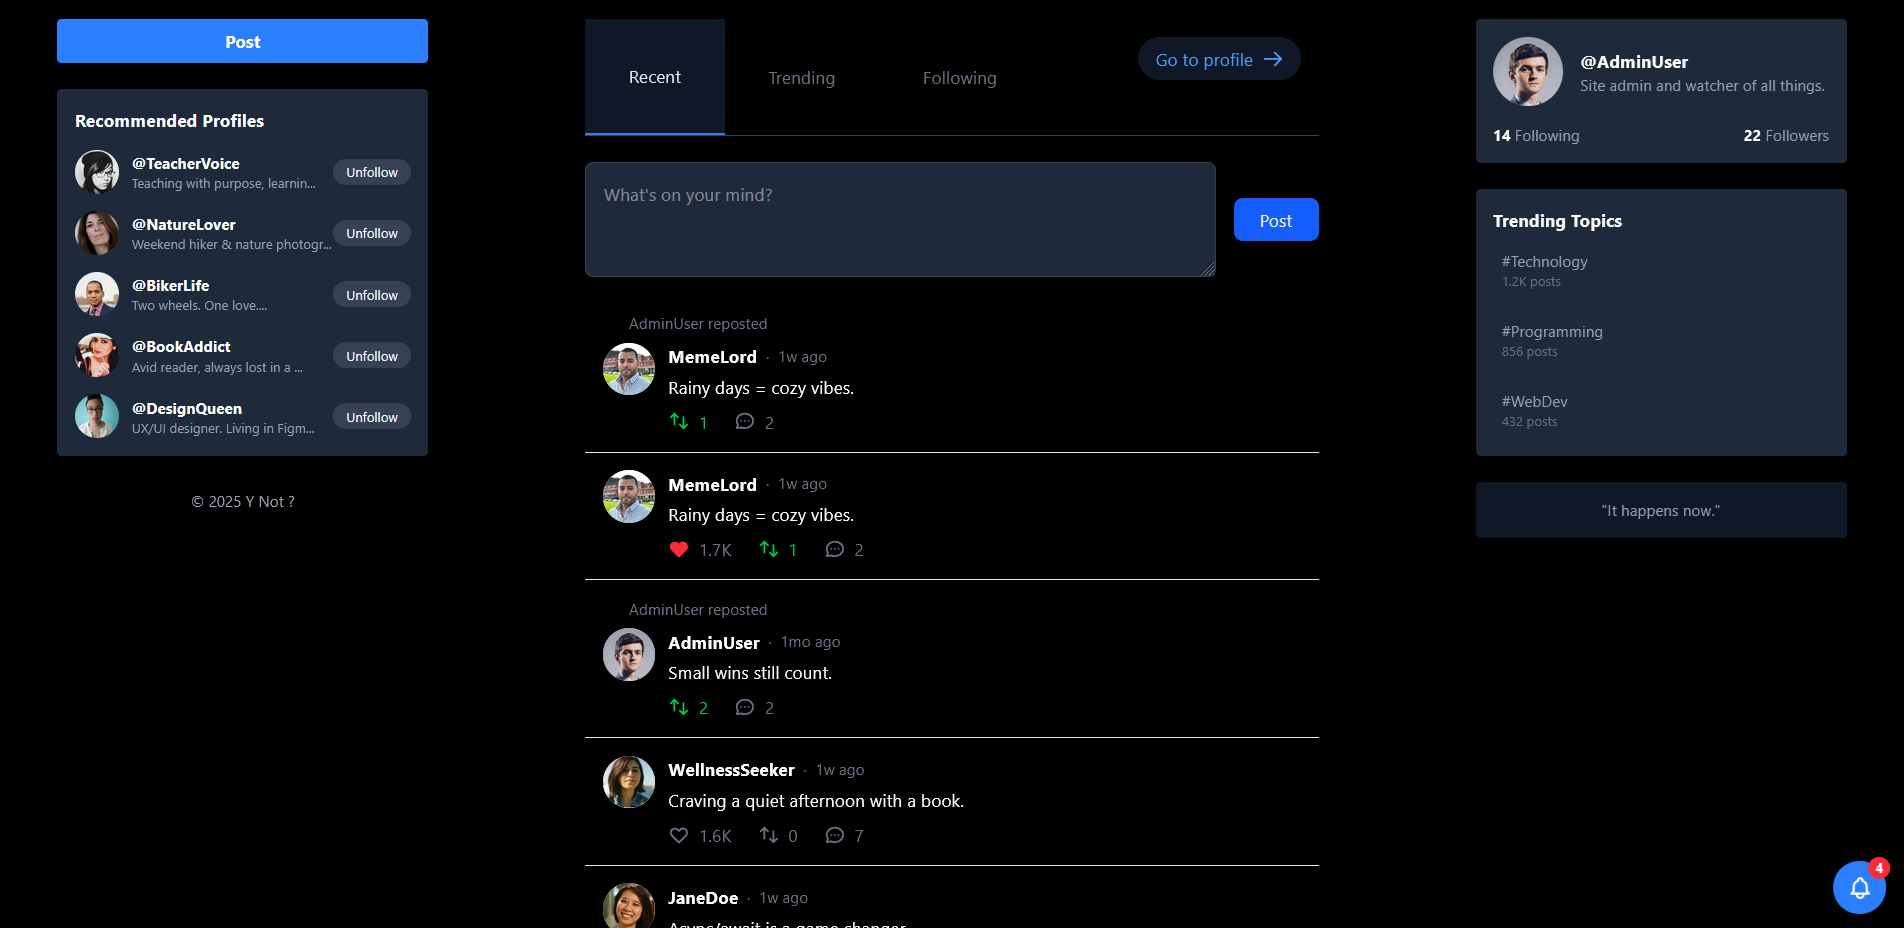 Post
Recommended Profiles
@TeacherVoice
Teaching with purpose, learnin...
Unfollow
@NatureLover
Weekend hiker & nature photogr...
Unfollow
@BikerLife
Two wheels. One love....
Unfollow
@BookAddict
Avid reader, always lost in a ...
Unfollow
@DesignQueen
UX/UI designer. Living in Figm...
Unfollow
© 2025 Y Not ?
Recent
Trending
Following
Go to profile
What's on your mind?
Post
AdminUser reposted
MemeLord · 1w ago
Rainy days = cozy vibes.
1 2
MemeLord · 1w ago
Rainy days = cozy vibes.
1.7K 1 2
AdminUser reposted
AdminUser · 1mo ago
Small wins still count.
2 2
WellnessSeeker · 1w ago
Craving a quiet afternoon with a book.
1.6K 0 7
JaneDoe · 1w ago
Async/await is a game changer.
@AdminUser
Site admin and watcher of all things.
14 Following
22 Followers
Trending Topics
#Technology
1.2K posts
#Programming
856 posts
#WebDev
432 posts
"It happens now."
4